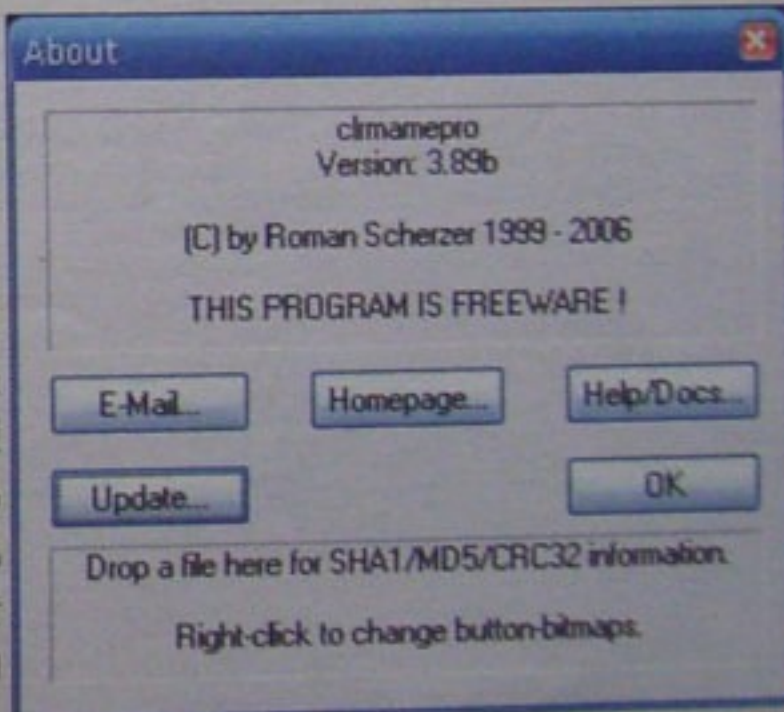 About
clrmamepro
Version: 3.89b
(C) by Roman Scherzer 1999 - 2006
THIS PROGRAM IS FREEWARE !
E-Mail...
Homepage...
Help/Docs...
Update...
OK
Drop a file here for SHA1/MD5/CRC32 information.
Right-click to change button-bitmaps.